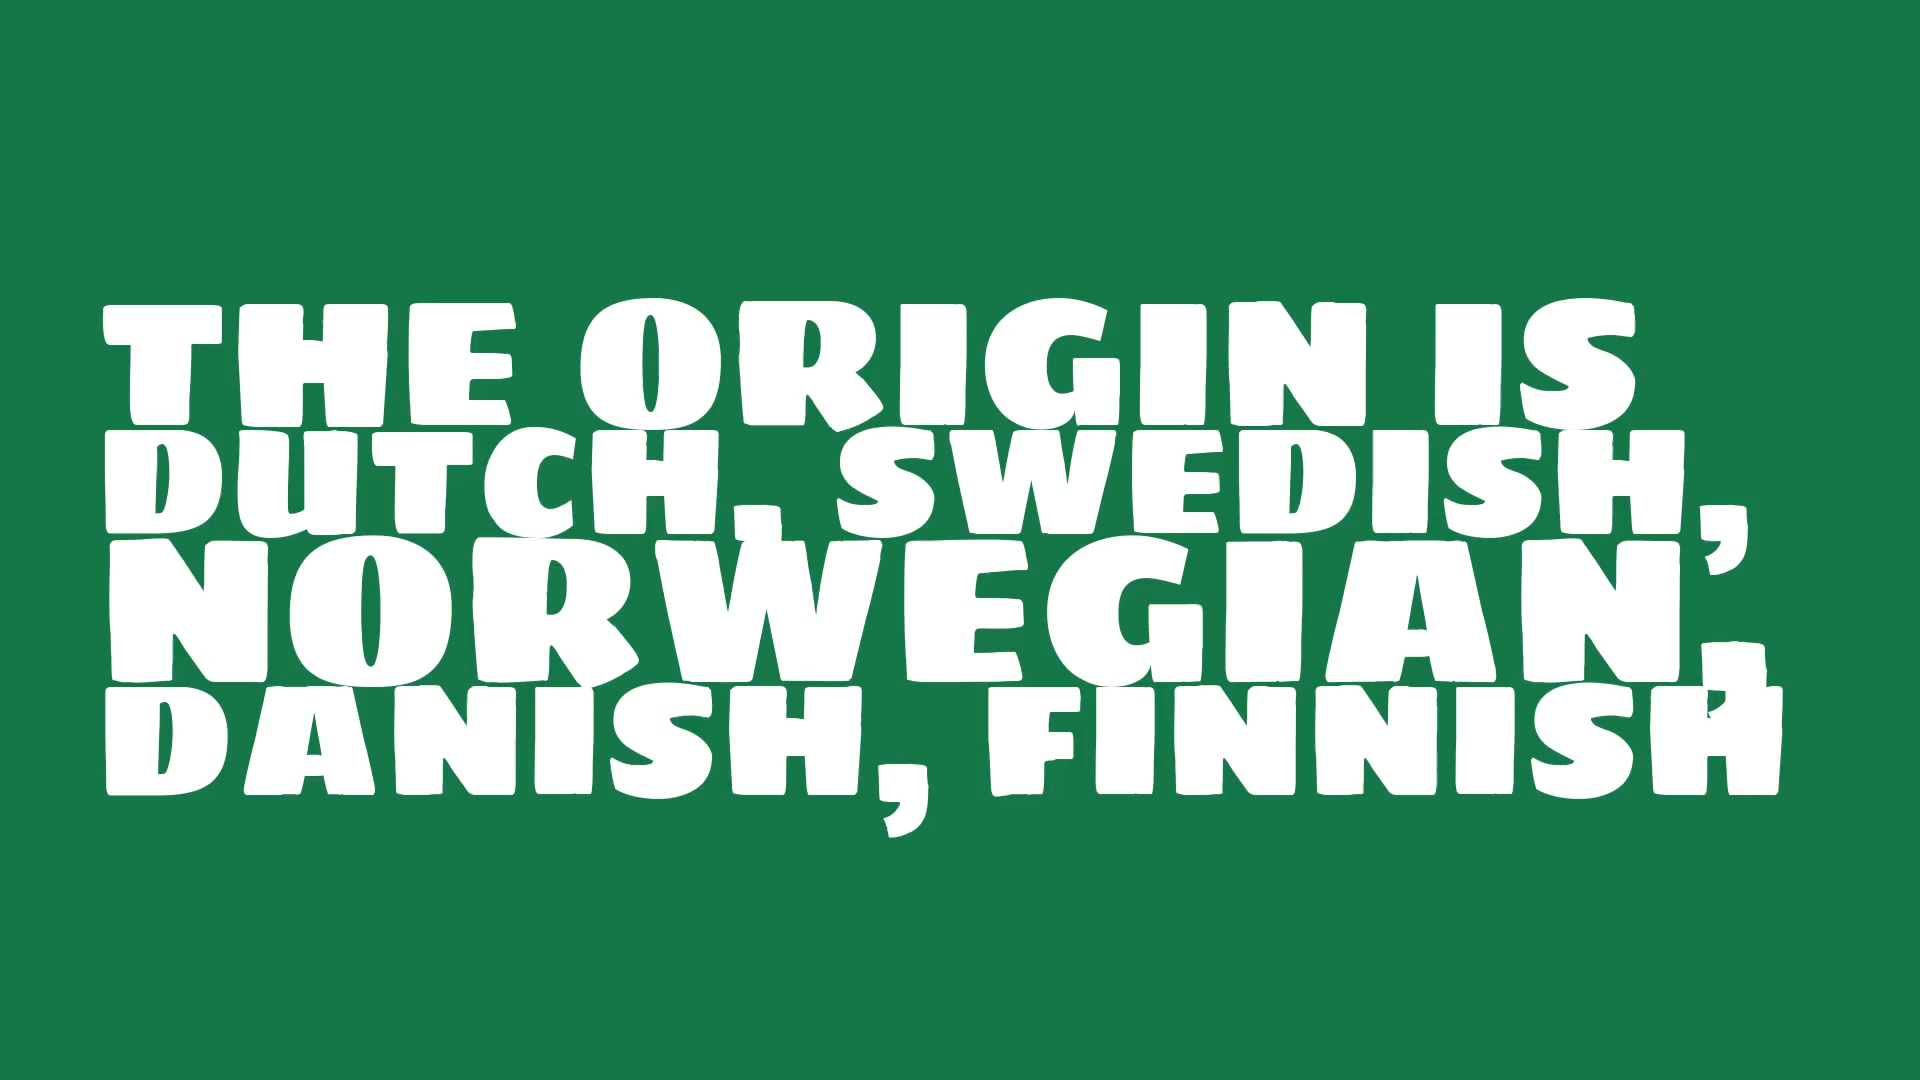 THE ORIGIN IS
DUTCH, SWEDISH,
NORWEGIAN,
DANISH, FINNISH